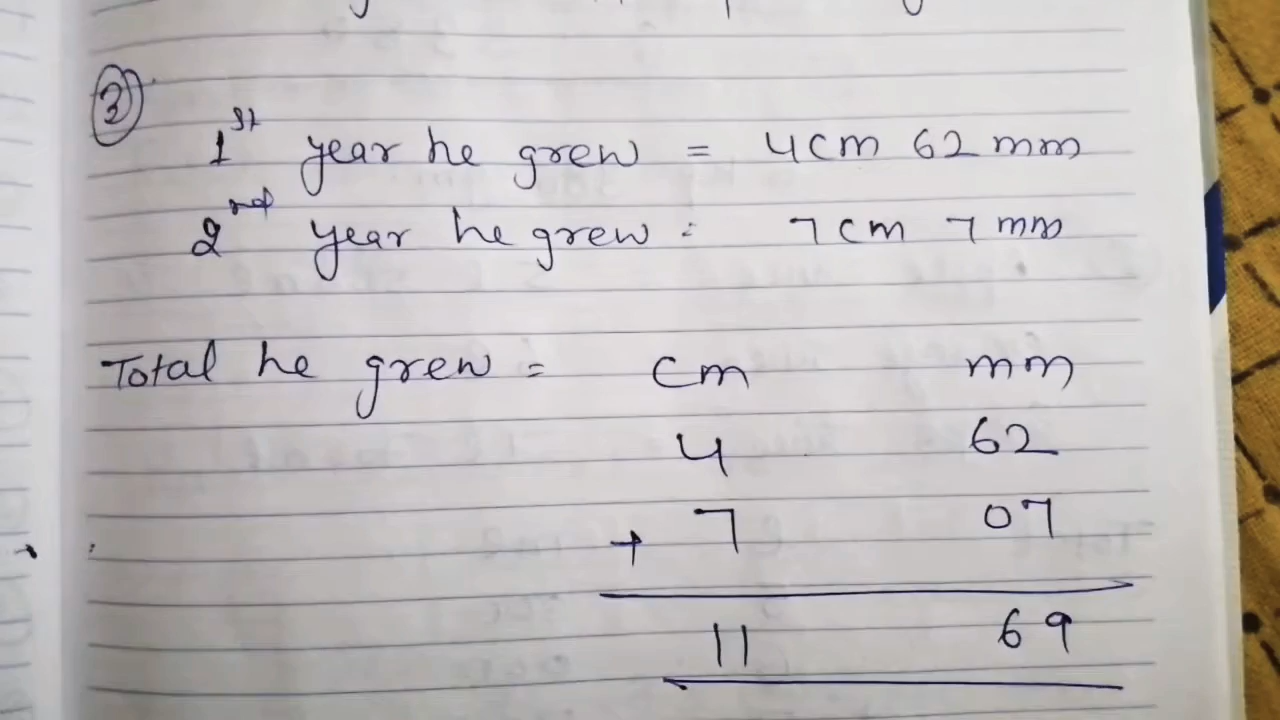 3
1st year he grew = 4cm 62 mm
2nd year he grew = 7cm 7 mm
Total he grew = cm mm
4 62
+ 7 07
11 69